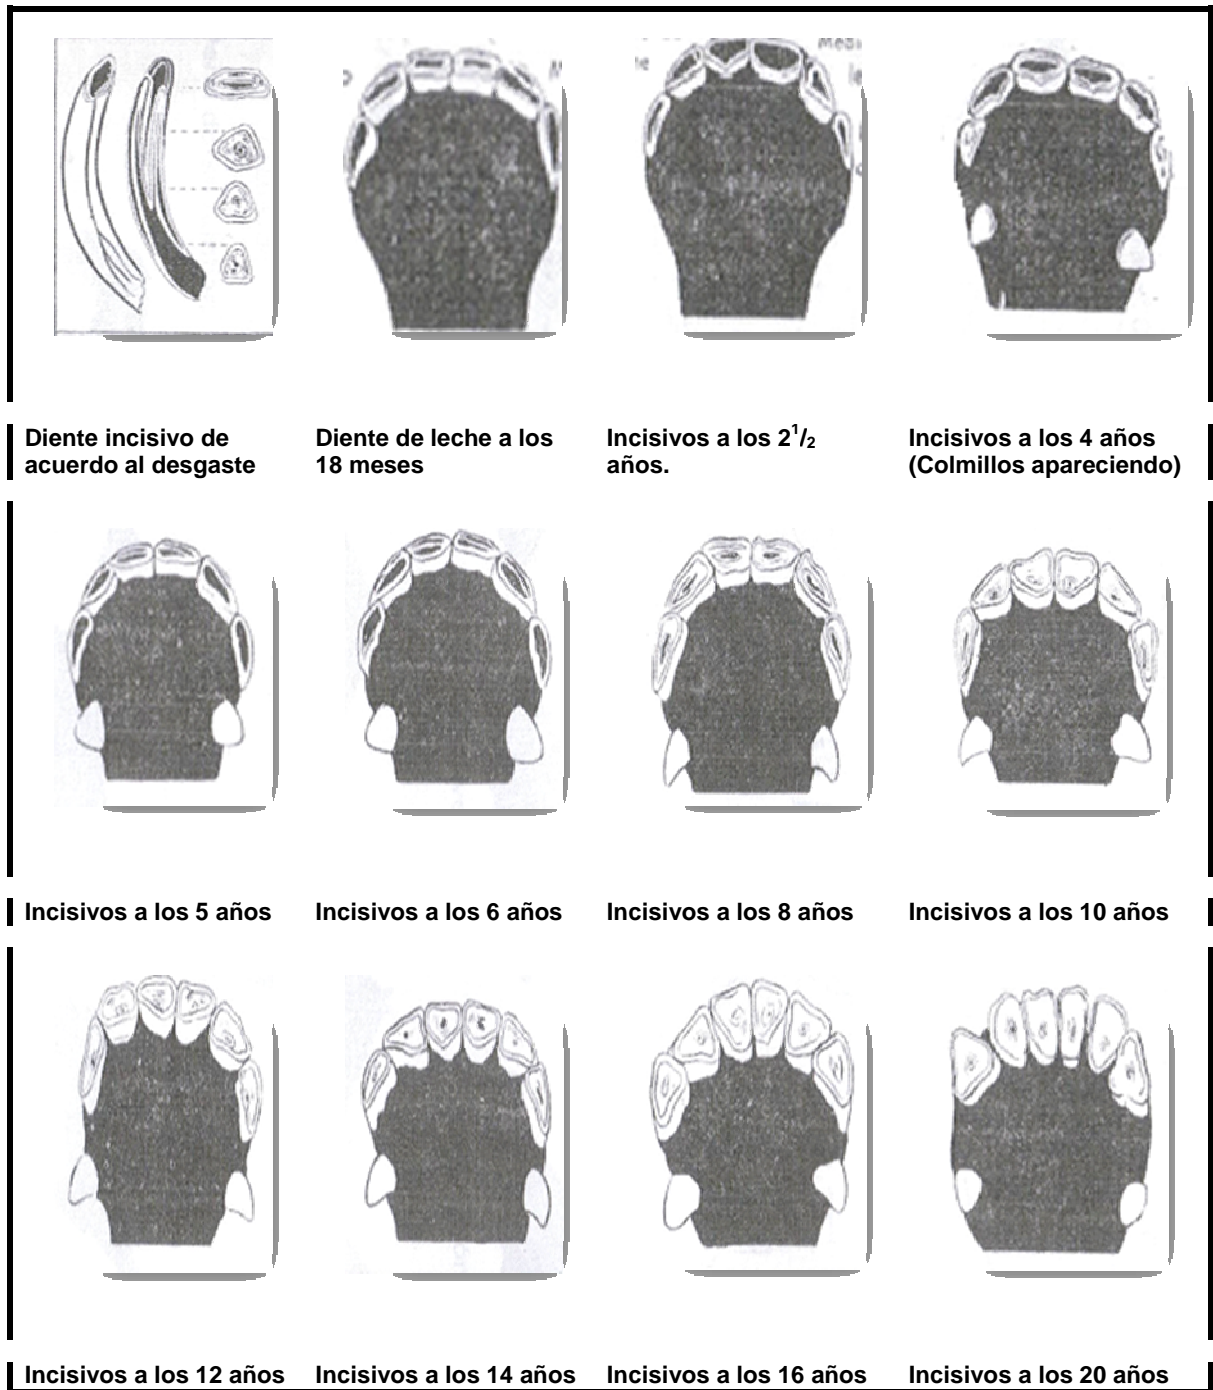 Diente incisivo de
acuerdo al desgaste
Diente de leche a los
18 meses
Incisivos a los 2 1/2
años.
Incisivos a los 4 años
(Colmillos apareciendo)
Incisivos a los 5 años
Incisivos a los 6 años
Incisivos a los 8 años
Incisivos a los 10 años
Incisivos a los 12 años
Incisivos a los 14 años
Incisivos a los 16 años
Incisivos a los 20 años